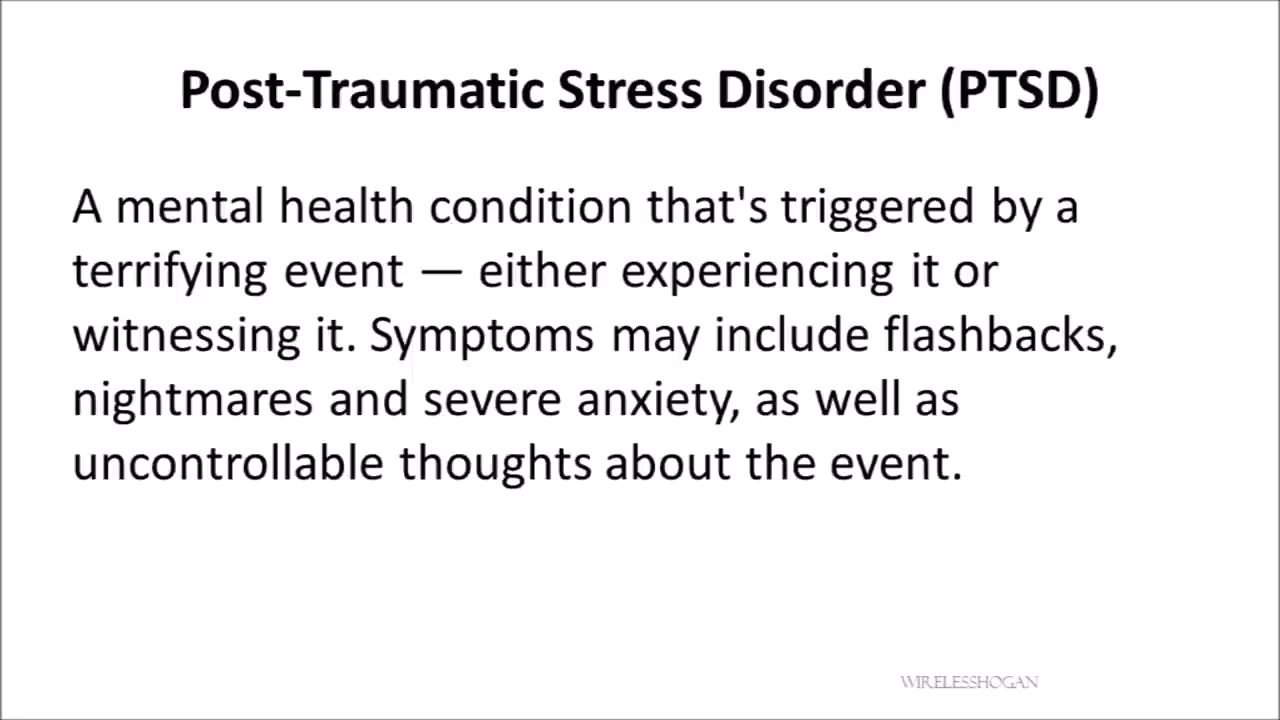 Post-Traumatic Stress Disorder (PTSD)
A mental health condition that's triggered by a
terrifying event — either experiencing it or
witnessing it. Symptoms may include flashbacks,
nightmares and severe anxiety, as well as
uncontrollable thoughts about the event.
WIRELESSHOGAN